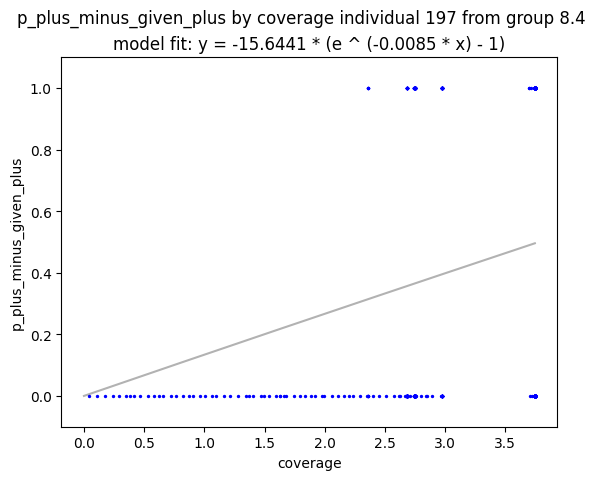 p_plus_minus_given_plus by coverage individual 197 from group 8.4
model fit: y = -15.6441 * (e ^ (-0.0085 * x) - 1)
p_plus_minus_given_plus
1.0
0.8
0.6
0.4
0.2
0.0
0.0 0.5 1.0 1.5 2.0 2.5 3.0 3.5
coverage